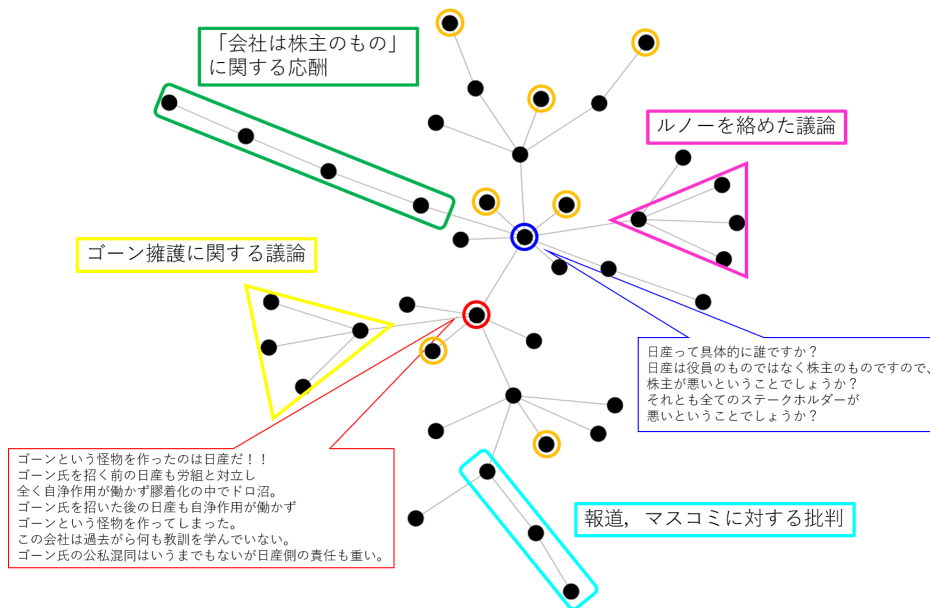 「会社は株主のもの」
に関する応酬
ルノーを絡めた議論
ゴーン擁護に関する議論
日産って具体的に誰ですか？
日産は役員のものではなく株主のものですので、
株主が悪いということでしょうか？
それとも全てのステークホルダーが
悪いということでしょうか？
ゴーンという怪物を作ったのは日産だ！！
ゴーン氏を招く前の日産も労組と対立し
全く自浄作用が働かず膠着化の中でドロ沼。
ゴーン氏を招いた後の日産も自浄作用が働かず
ゴーンという怪物を作ってしまった。
この会社は過去がら何も教訓を学んでいない。
ゴーン氏の公私混同はいうまでもないが日産側の責任も重い。
報道，マスコミに対する批判